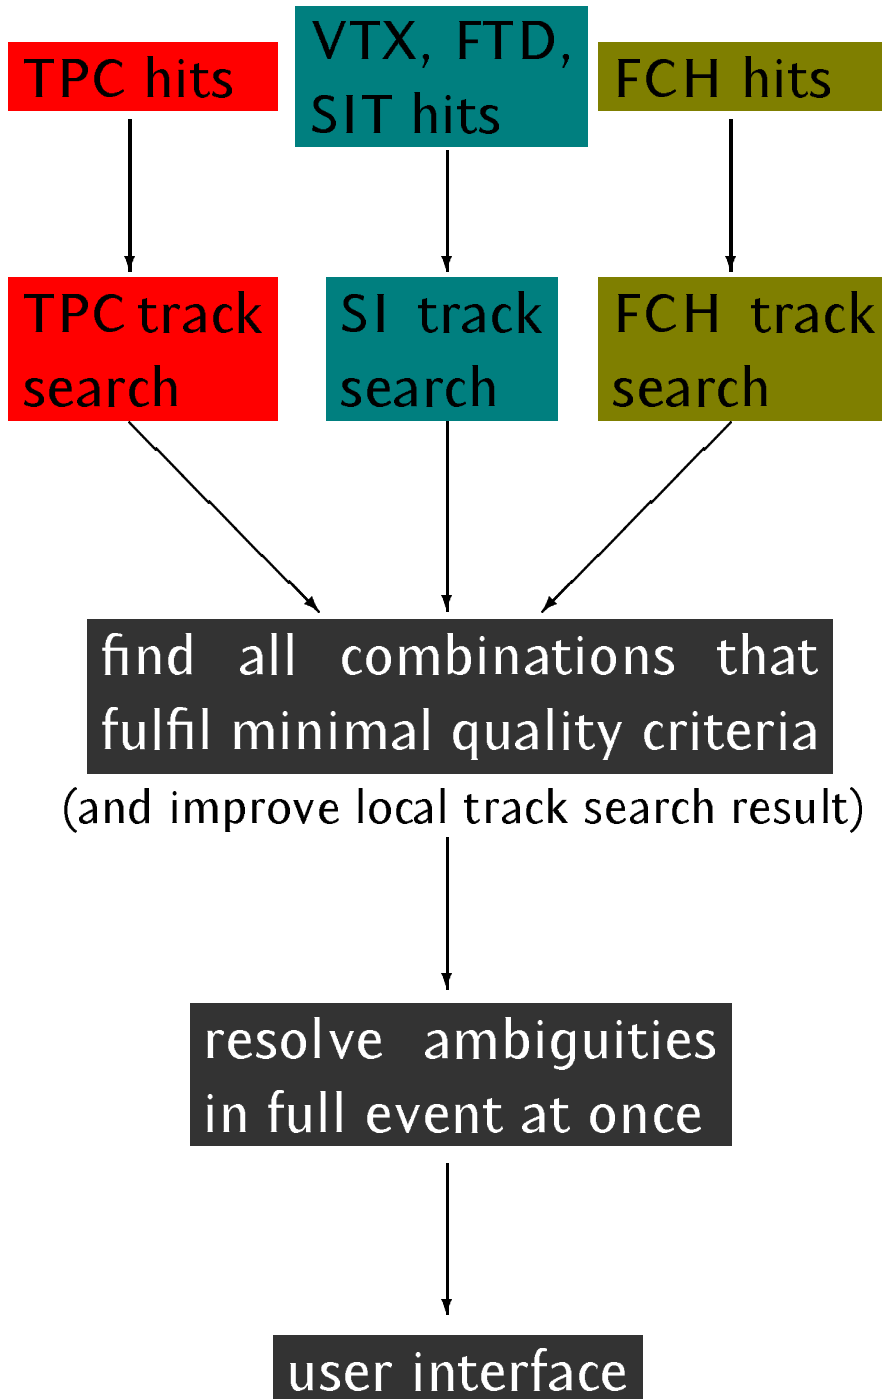 TPC hits
VTX, FTD,
SIT hits
FCH hits
TPC track
search
SI track
search
FCH track
search
find all combinations that
fulfil minimal quality criteria
(and improve local track search result)
resolve ambiguities
in full event at once
user interface